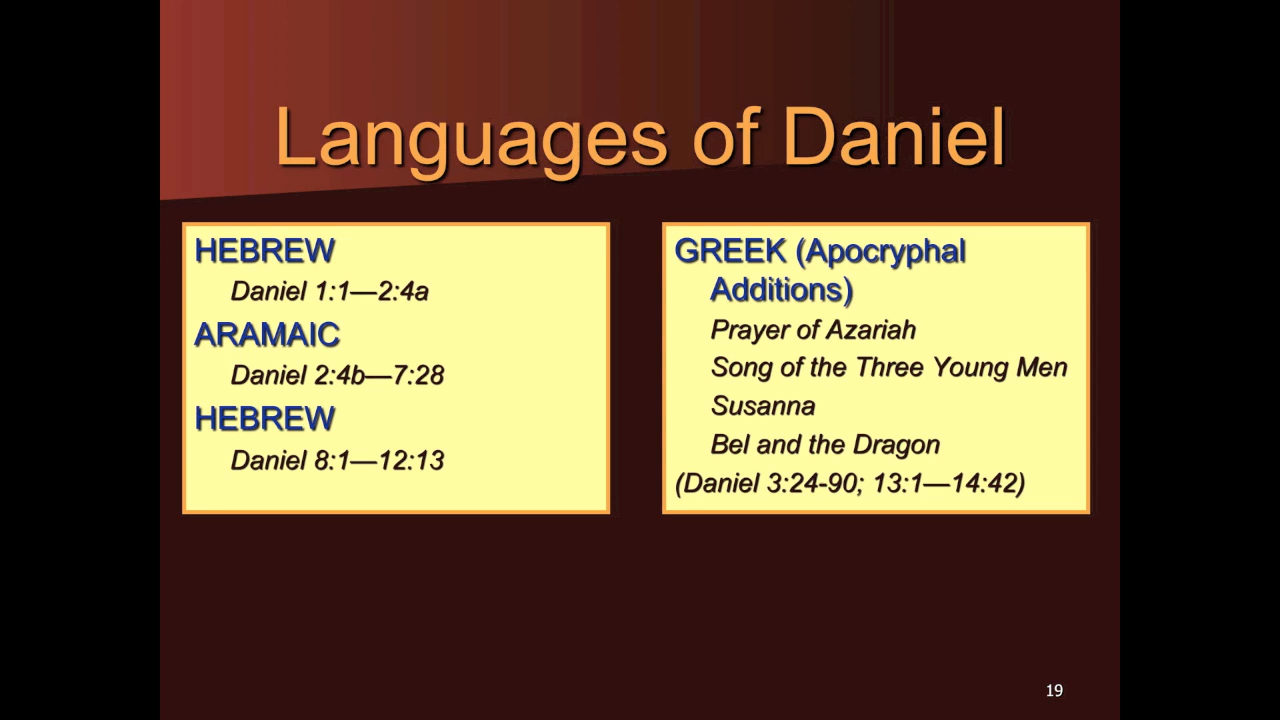 Languages of Daniel
HEBREW
Daniel 1:1—2:4a
ARAMAIC
Daniel 2:4b—7:28
HEBREW
Daniel 8:1—12:13
GREEK (Apocryphal
Additions)
Prayer of Azariah
Song of the Three Young Men
Susanna
Bel and the Dragon
(Daniel 3:24-90; 13:1—14:42)
19